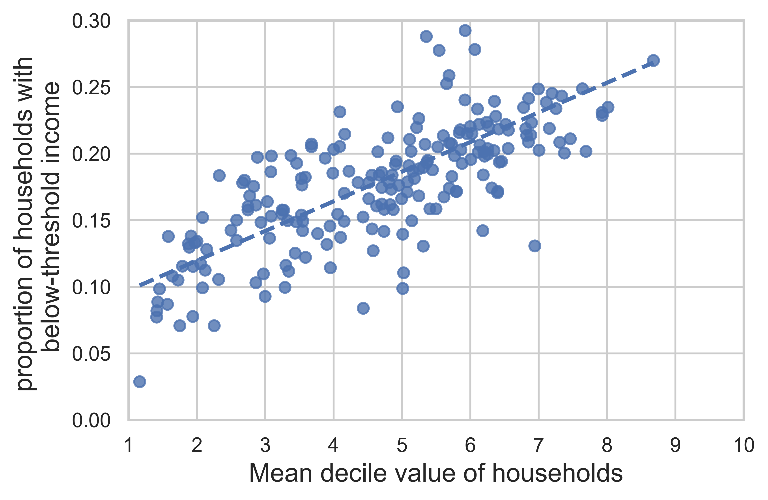 0.30
0.25
0.20
0.15
0.10
0.05
0.00
proportion of households with
below-threshold income
1 2 3 4 5 6 7 8 9 10
Mean decile value of households